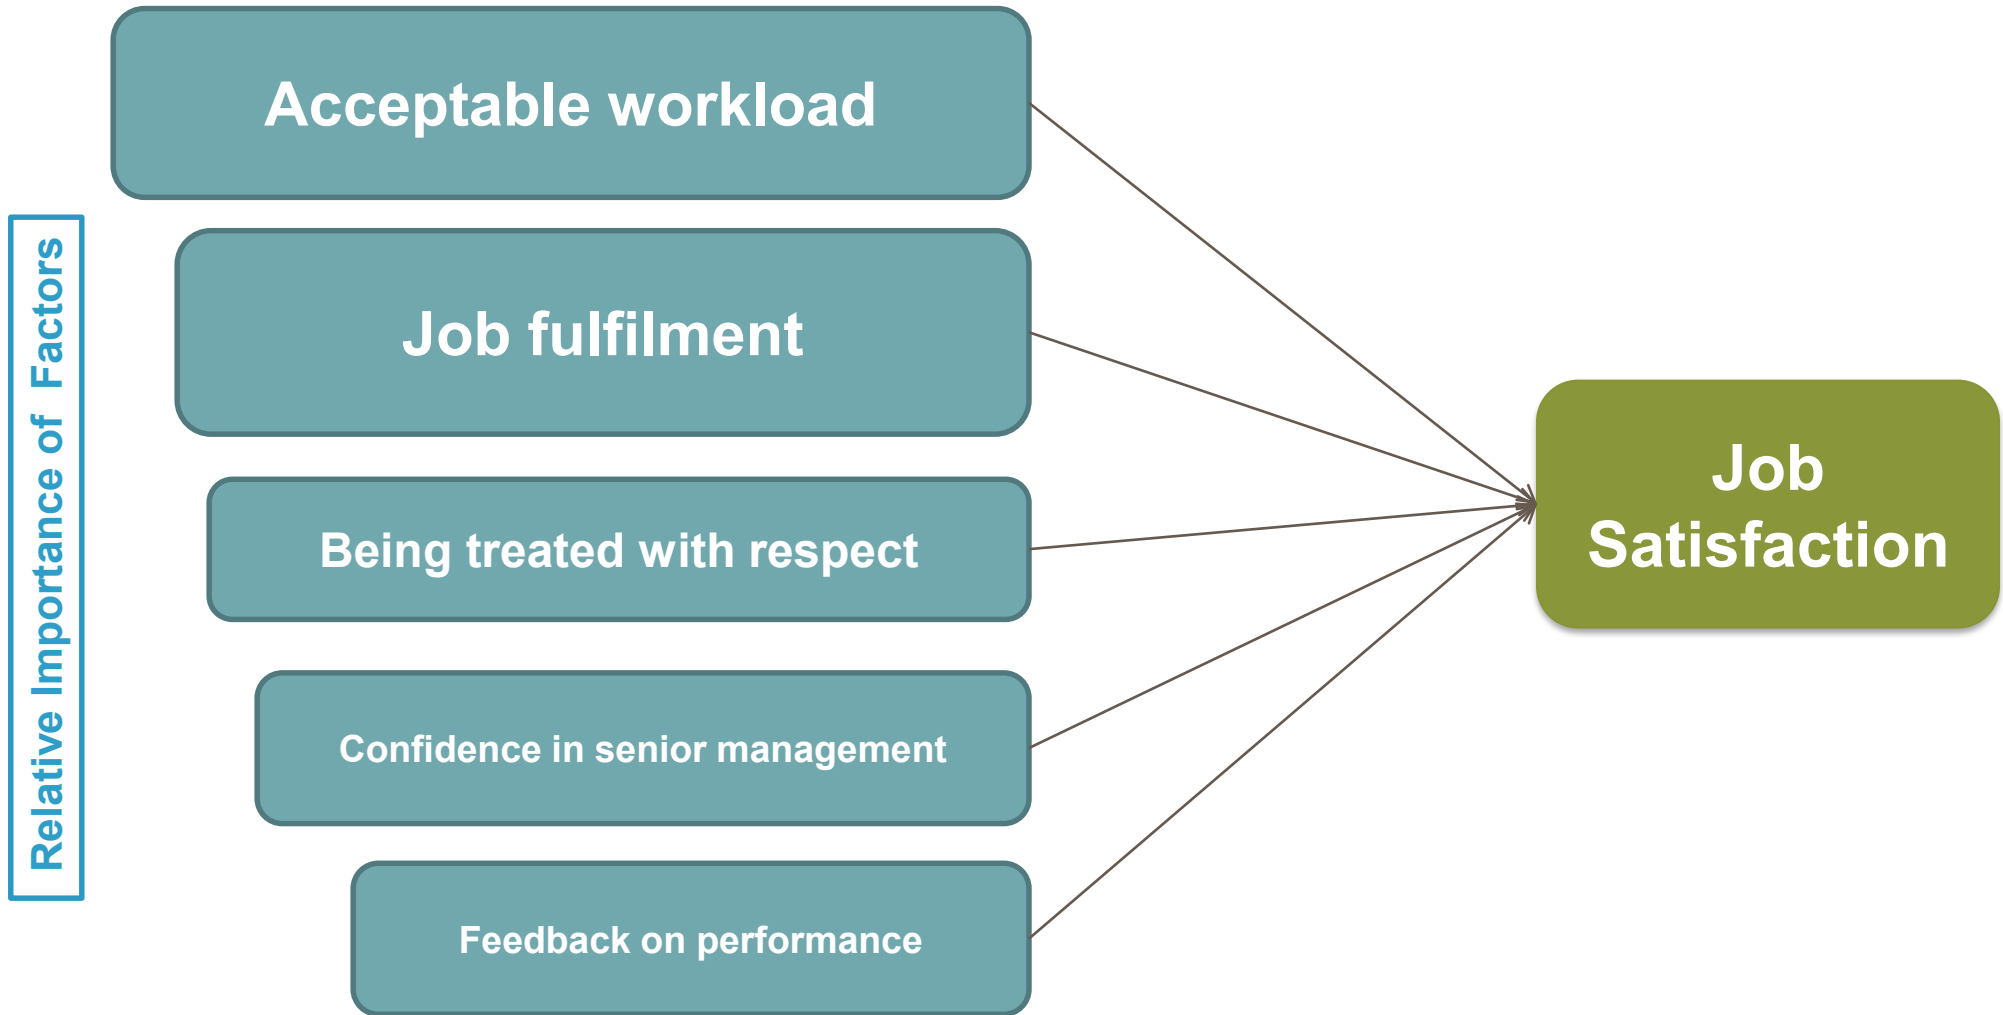 Acceptable workload
Job fulfilment
Being treated with respect
Confidence in senior management
Feedback on performance
Relative Importance of Factors
Job
Satisfaction